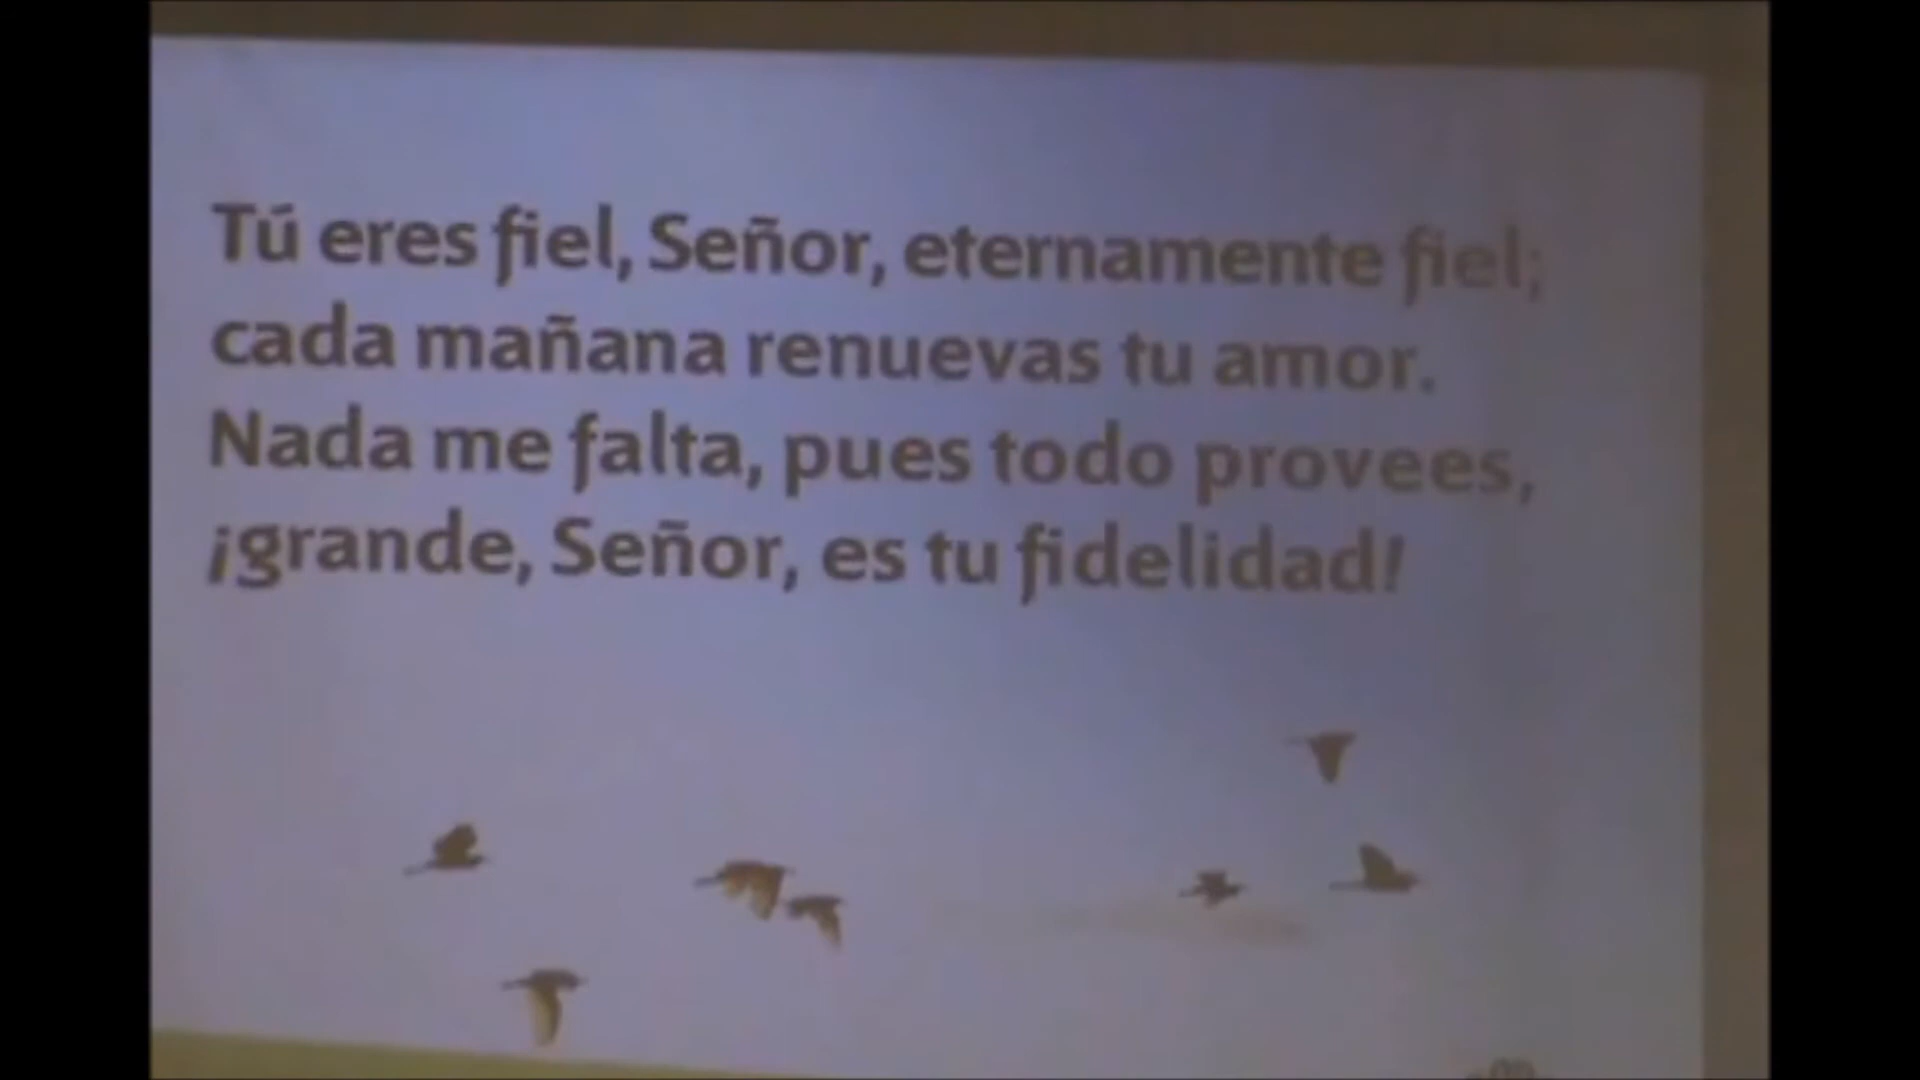 Tú eres fiel, Señor, eternamente fiel;
cada mañana renuevas tu amor.
Nada me falta, pues todo provees,
¡grande, Señor, es tu fidelidad!